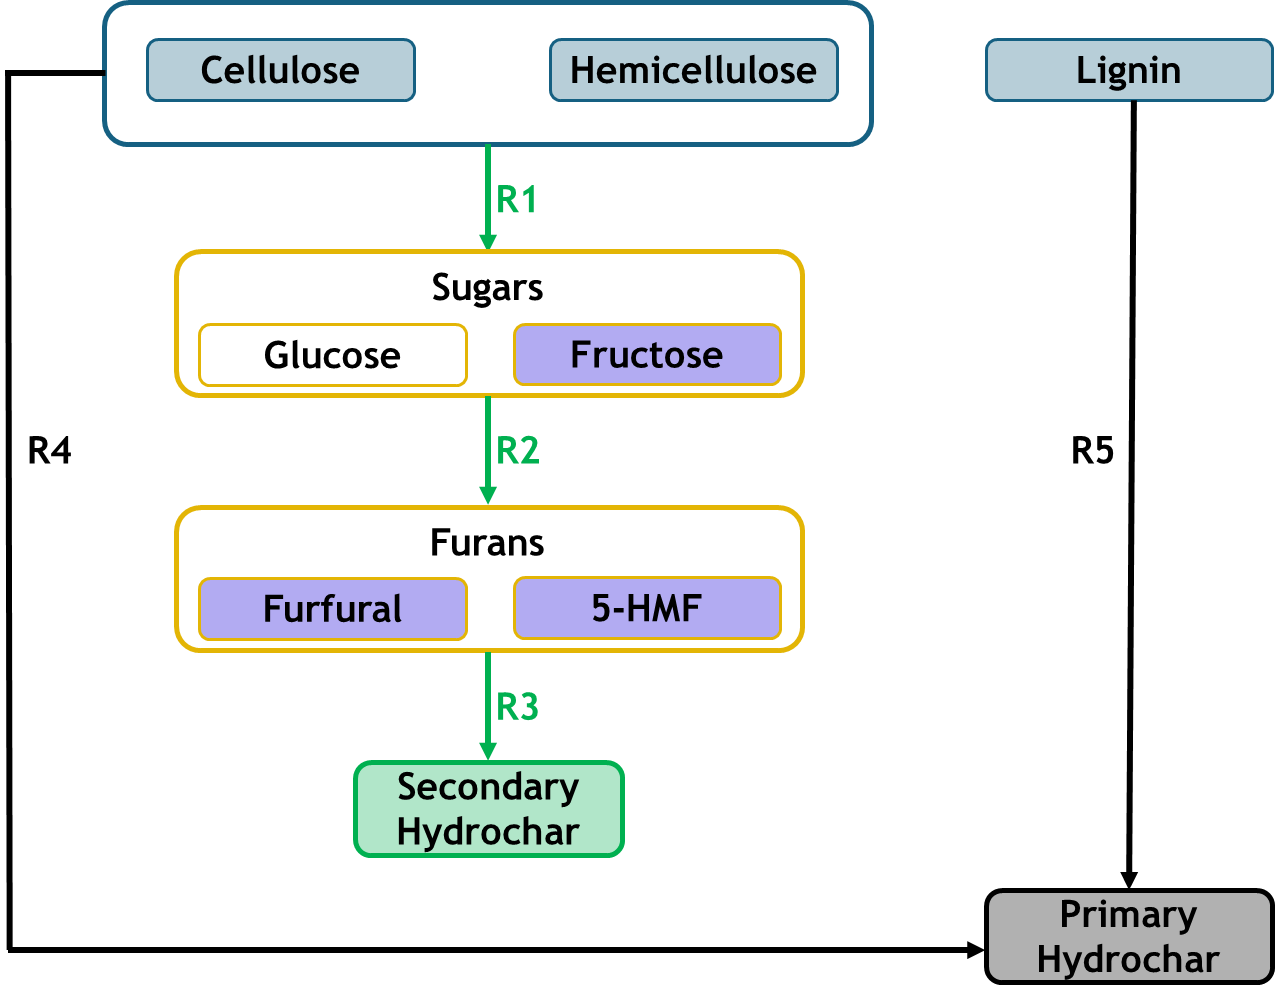 Cellulose
Hemicellulose
Lignin
R1
Sugars
Glucose
Fructose
R4
R2
R5
Furans
Furfural
5-HMF
R3
Secondary
Hydrochar
Primary
Hydrochar